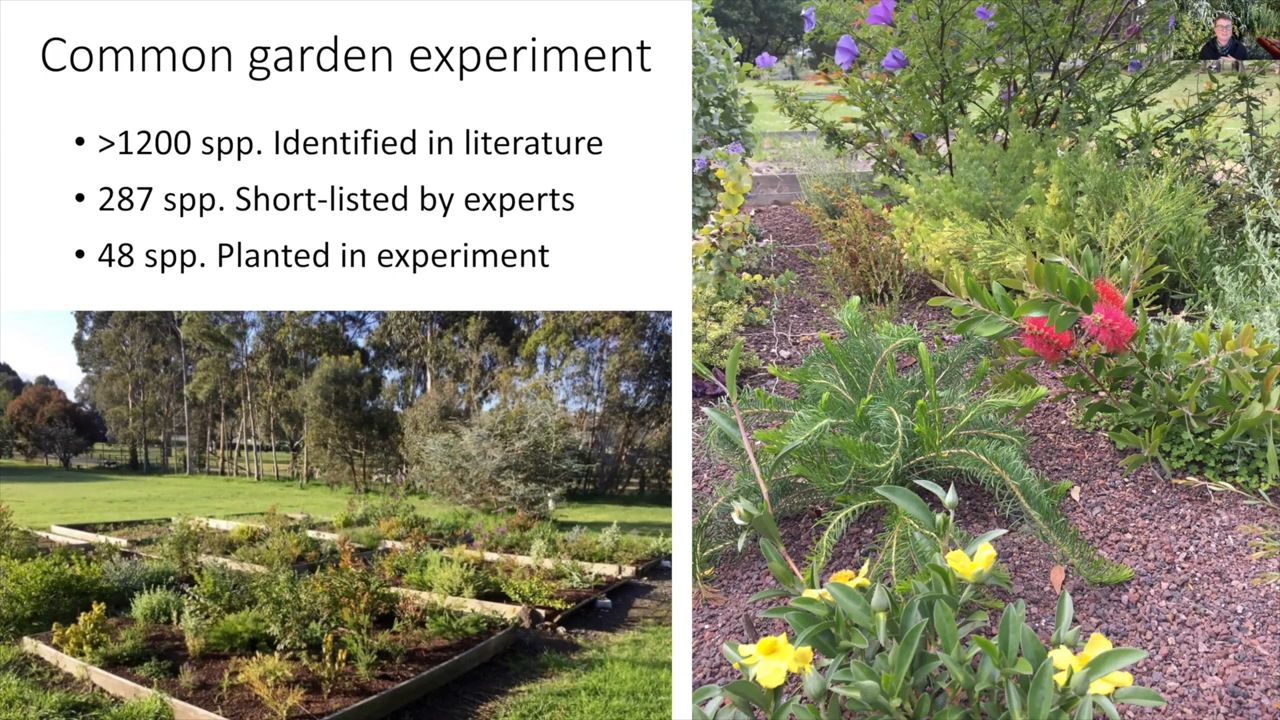 Common garden experiment
• >1200 spp. Identified in literature
• 287 spp. Short-listed by experts
• 48 spp. Planted in experiment